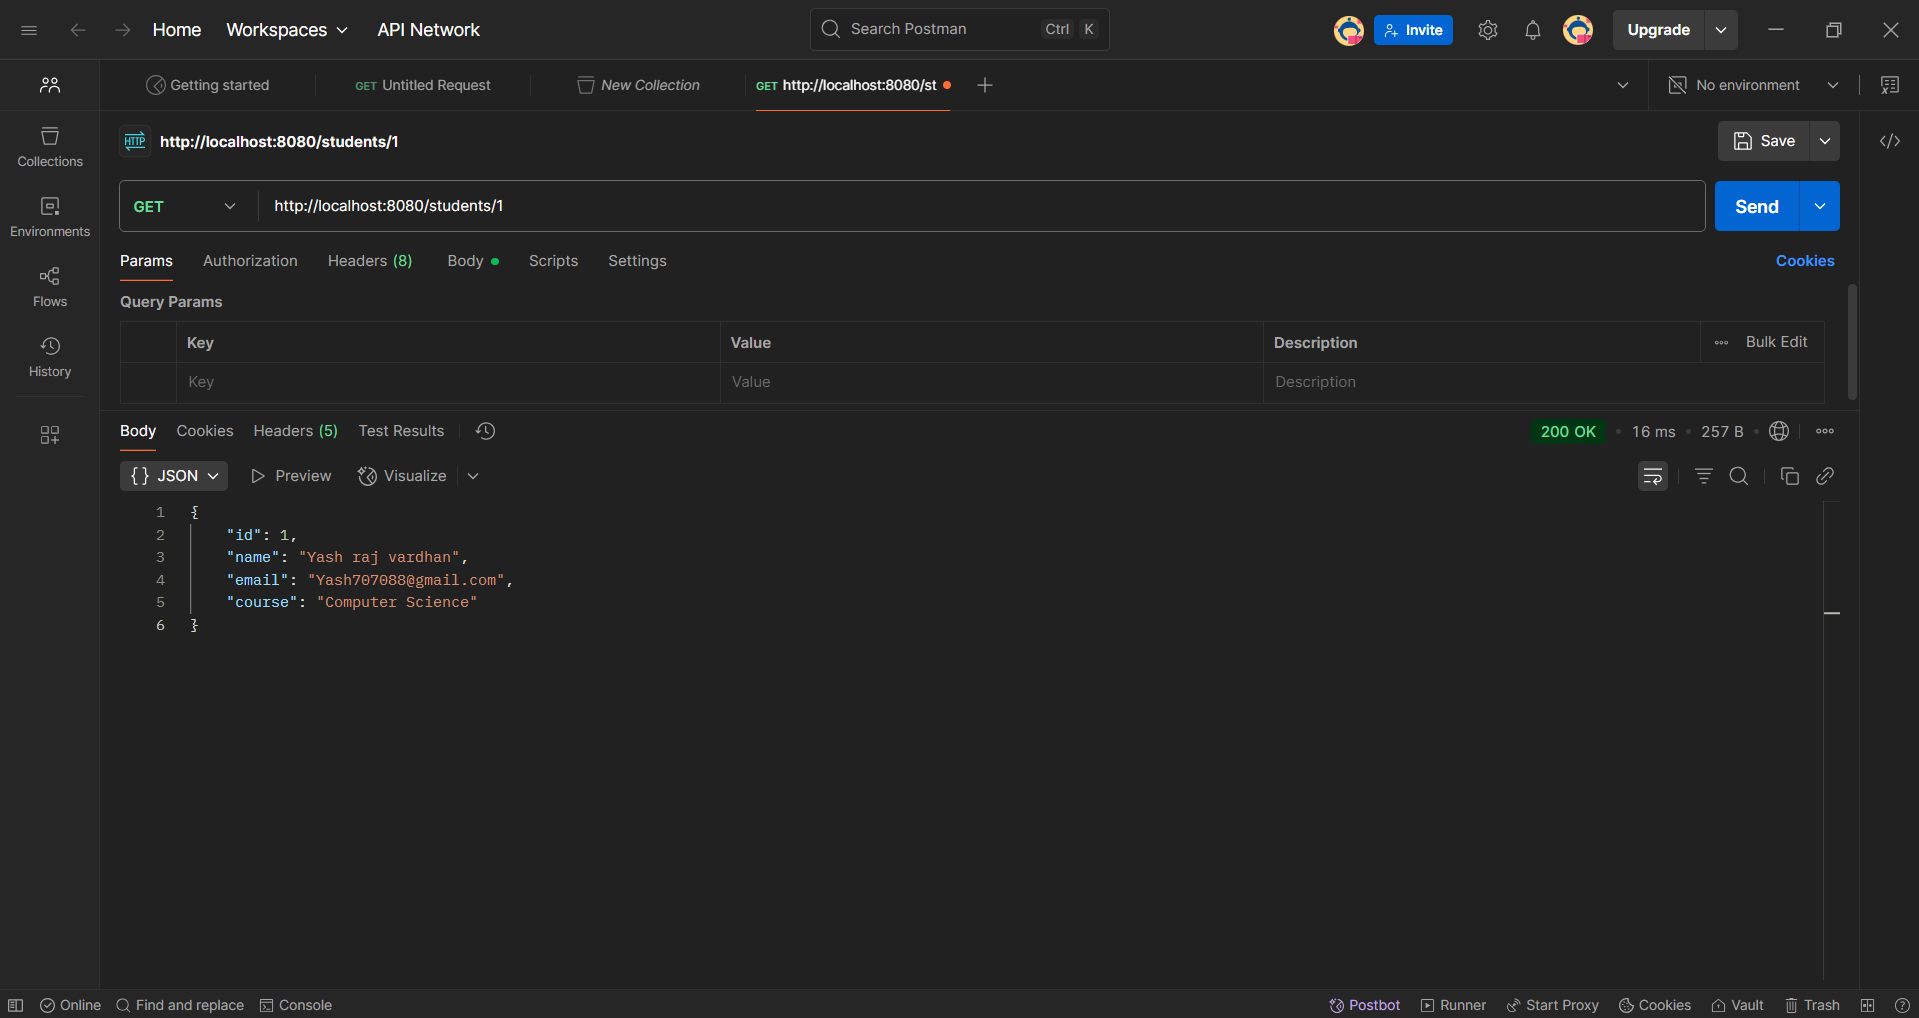 Home Workspaces API Network Search Postman Ctrl K Invite Upgrade
Getting started GET Untitled Request New Collection GET http://localhost:8080/st No environment
HTTP http://localhost:8080/students/1 Save
Collections
Environments
Flows
History
GET http://localhost:8080/students/1 Send
Params Authorization Headers (8) Body Scripts Settings Cookies
Query Params
Key Value Description Bulk Edit
Key Value Description
Body Cookies Headers (5) Test Results 200 OK • 16 ms • 257 B •
{} JSON Preview Visualize
1 {
2 "id": 1,
3 "name": "Yash raj vardhan",
4 "email": "Yash707088@gmail.com",
5 "course": "Computer Science"
6 }
Online Find and replace Console Postbot Runner Start Proxy Cookies Vault Trash